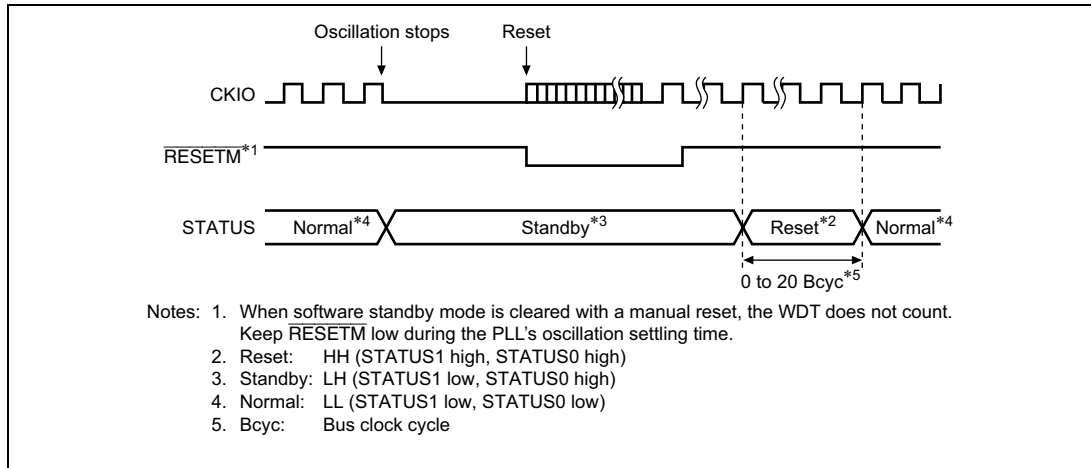 Oscillation stops Reset
CKIO
RESETM*1
STATUS Normal*4 Standby*3 Reset*2 Normal*4
0 to 20 Bcyc*5
Notes: 1. When software standby mode is cleared with a manual reset, the WDT does not count.
Keep RESETM low during the PLL's oscillation settling time.
2. Reset: HH (STATUS1 high, STATUS0 high)
3. Standby: LH (STATUS1 low, STATUS0 high)
4. Normal: LL (STATUS1 low, STATUS0 low)
5. Bcyc: Bus clock cycle